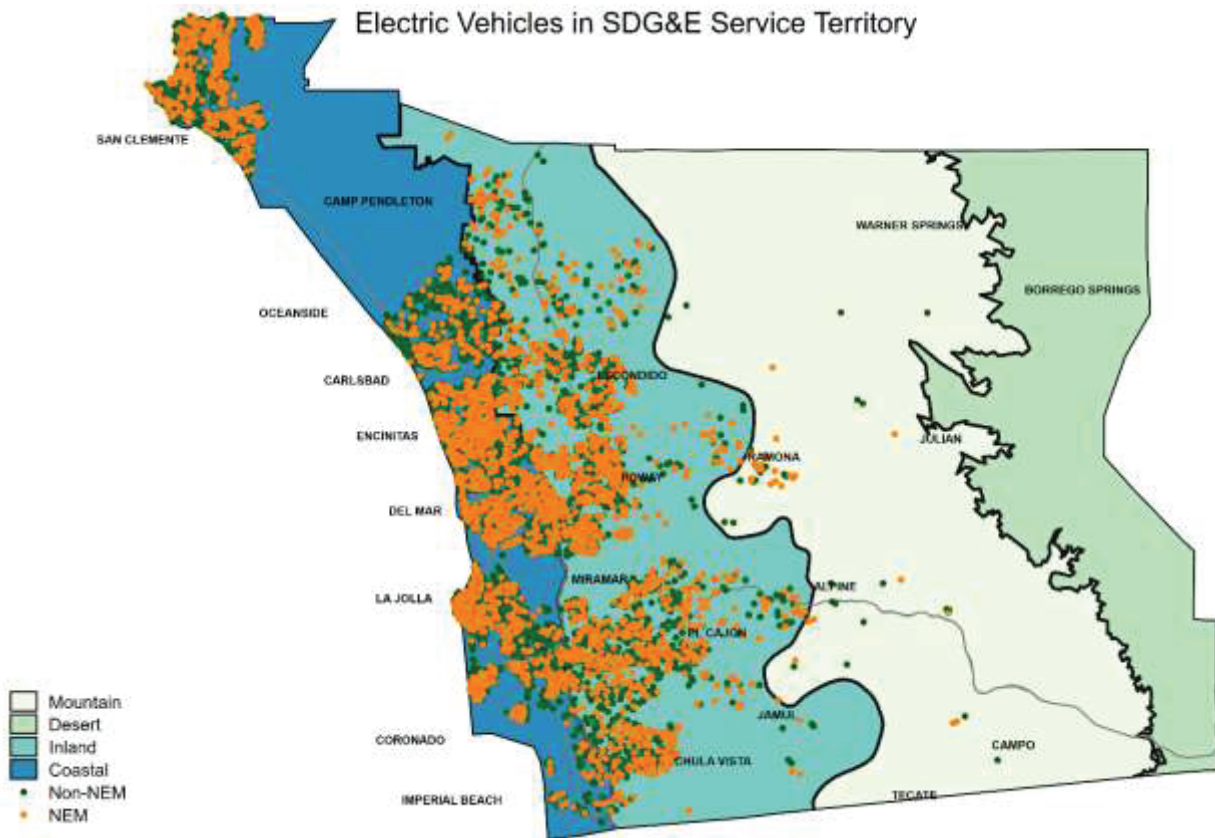 Electric Vehicles in SDG&E Service Territory
SAN CLEMENTE
CAMP PENDLETON
WARNER SPRINGS
BORREGO SPRINGS
OCEANSIDE
CARLSBAD
ESCONDIDO
ENCINITAS
JULIAN
RAMONA
POWAY
DEL MAR
MIRAMAR
ALPINE
LA JOLLA
EL CAJON
JAMUL
CORONADO
CAMPO
CHULA VISTA
IMPERIAL BEACH
TECATE
Mountain
Desert
Inland
Coastal
Non-NEM
NEM